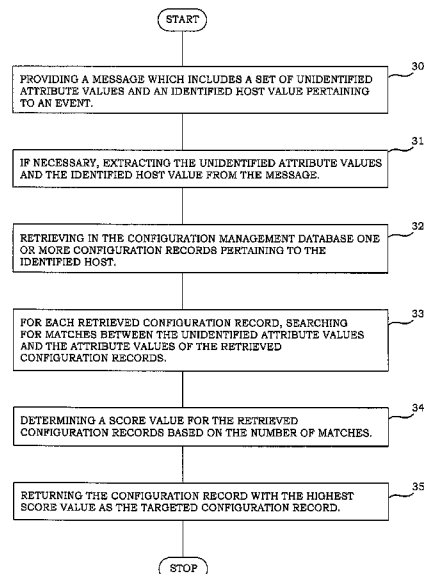 START
30
PROVIDING A MESSAGE WHICH INCLUDES A SET OF UNIDENTIFIED
ATTRIBUTE VALUES AND AN IDENTIFIED HOST VALUE PERTAINING
TO AN EVENT.
31
IF NECESSARY, EXTRACTING THE UNIDENTIFIED ATTRIBUTE VALUES
AND THE IDENTIFIED HOST VALUE FROM THE MESSAGE.
32
RETRIEVING IN THE CONFIGURATION MANAGEMENT DATABASE ONE
OR MORE CONFIGURATION RECORDS PERTAINING TO THE
IDENTIFIED HOST.
33
FOR EACH RETRIEVED CONFIGURATION RECORD, SEARCHING
FOR MATCHES BETWEEN THE UNIDENTIFIED ATTRIBUTE VALUES
AND THE ATTRIBUTE VALUES OF THE RETRIEVED
CONFIGURATION RECORDS.
34
DETERMINING A SCORE VALUE FOR THE RETRIEVED
CONFIGURATION RECORDS BASED ON THE NUMBER OF MATCHES.
35
RETURNING THE CONFIGURATION RECORD WITH THE HIGHEST
SCORE VALUE AS THE TARGETED CONFIGURATION RECORD.
STOP